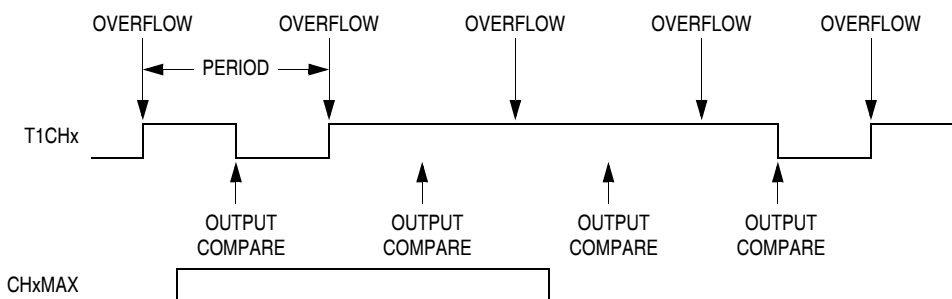 OVERFLOW OVERFLOW OVERFLOW OVERFLOW OVERFLOW
PERIOD
T1CHx
OUTPUT OUTPUT OUTPUT OUTPUT
COMPARE COMPARE COMPARE COMPARE
CHxMAX